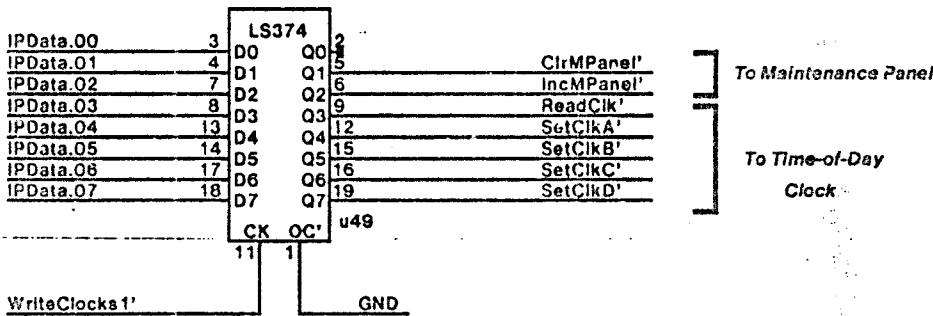 LS374
IPData.00 3 D0 Q0 2
IPData.01 4 D1 Q1 5 ClrMPanel'
IPData.02 7 D2 Q2 6 IncMPanel'
IPData.03 8 D3 Q3 9 ReadClk'
IPData.04 13 D4 Q4 12 SetClkA'
IPData.05 14 D5 Q5 15 SetClkB'
IPData.06 17 D6 Q6 16 SetClkC'
IPData.07 18 D7 Q7 19 SetClkD'
u49
CK OC'
11 1
WriteClocks1' GND
To Maintenance Panel
To Time-of-Day
Clock